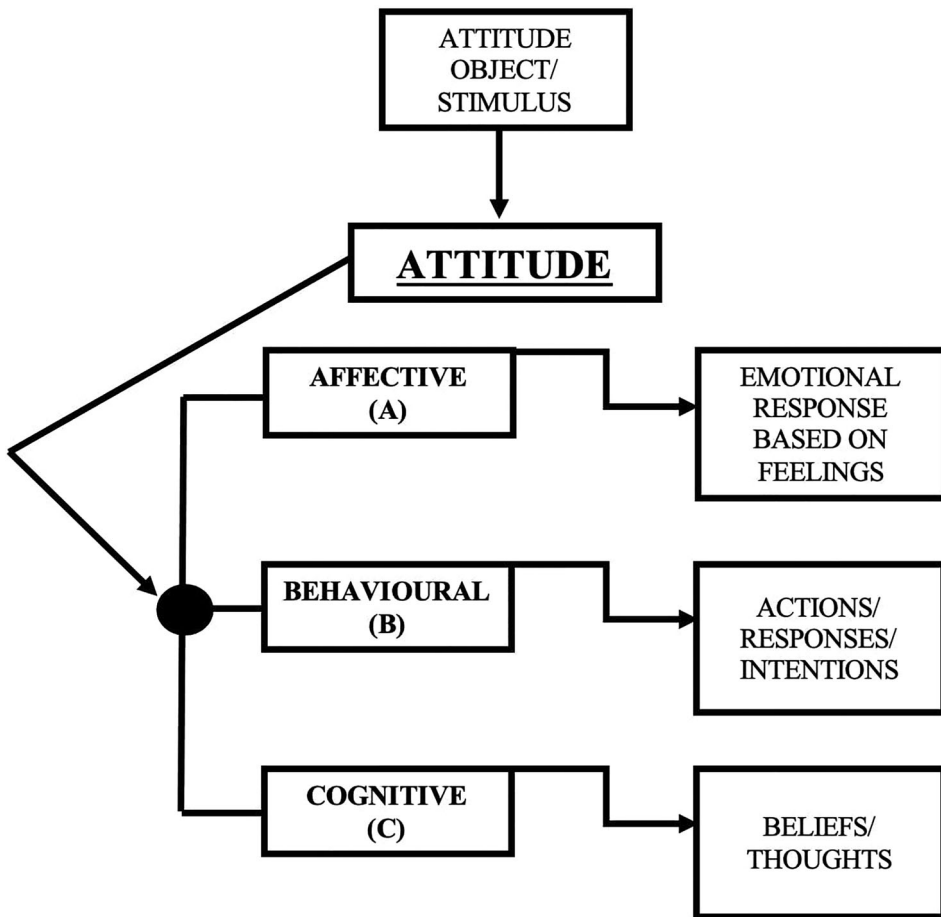 ATTITUDE
OBJECT/
STIMULUS
ATTITUDE
AFFECTIVE
(A)
EMOTIONAL
RESPONSE
BASED ON
FEELINGS
BEHAVIOURAL
(B)
ACTIONS/
RESPONSES/
INTENTIONS
COGNITIVE
(C)
BELIEFS/
THOUGHTS